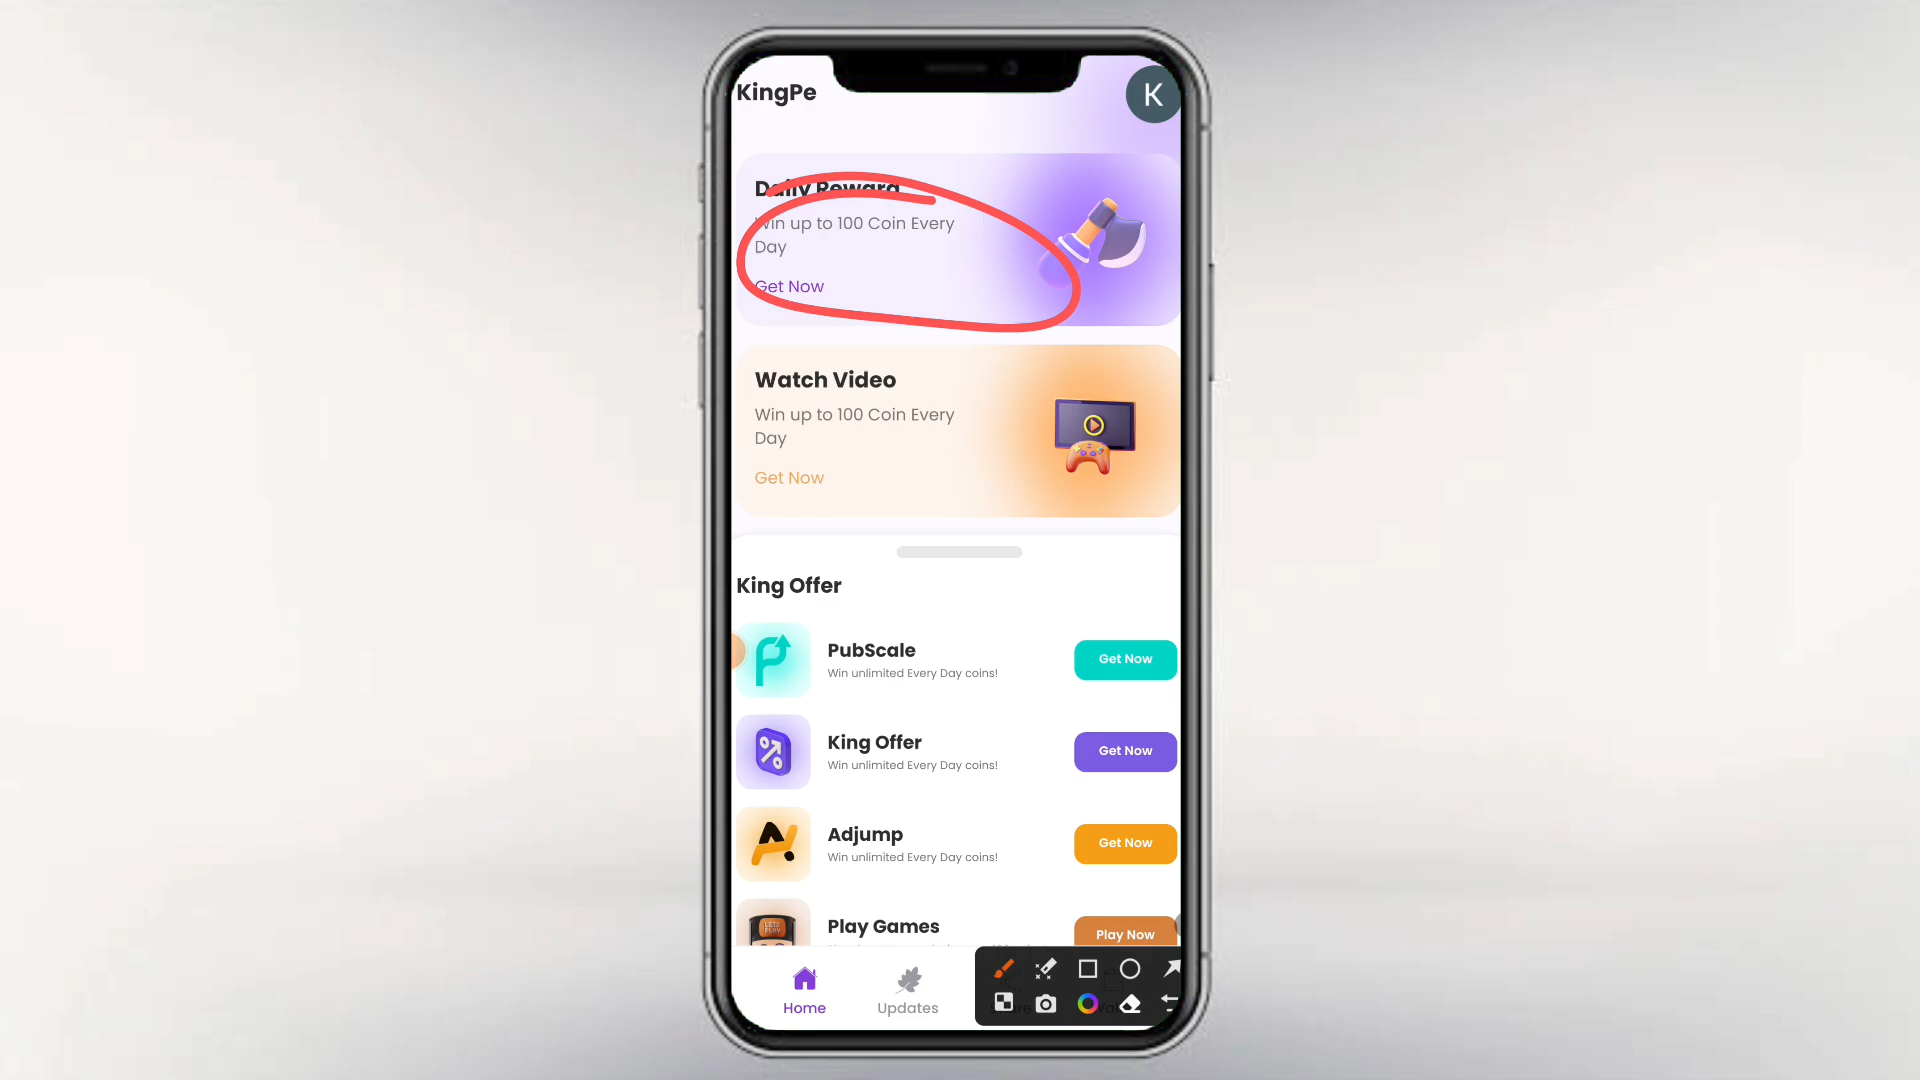 KingPe
K
Daily Reward
Win up to 100 Coin Every
Day
Get Now
Watch Video
Win up to 100 Coin Every
Day
Get Now
King Offer
PubScale
Win unlimited Every Day coins!
Get Now
King Offer
Win unlimited Every Day coins!
Get Now
Adjump
Win unlimited Every Day coins!
Get Now
LETS
PLAY
Play Games
Play Now
Home
Updates